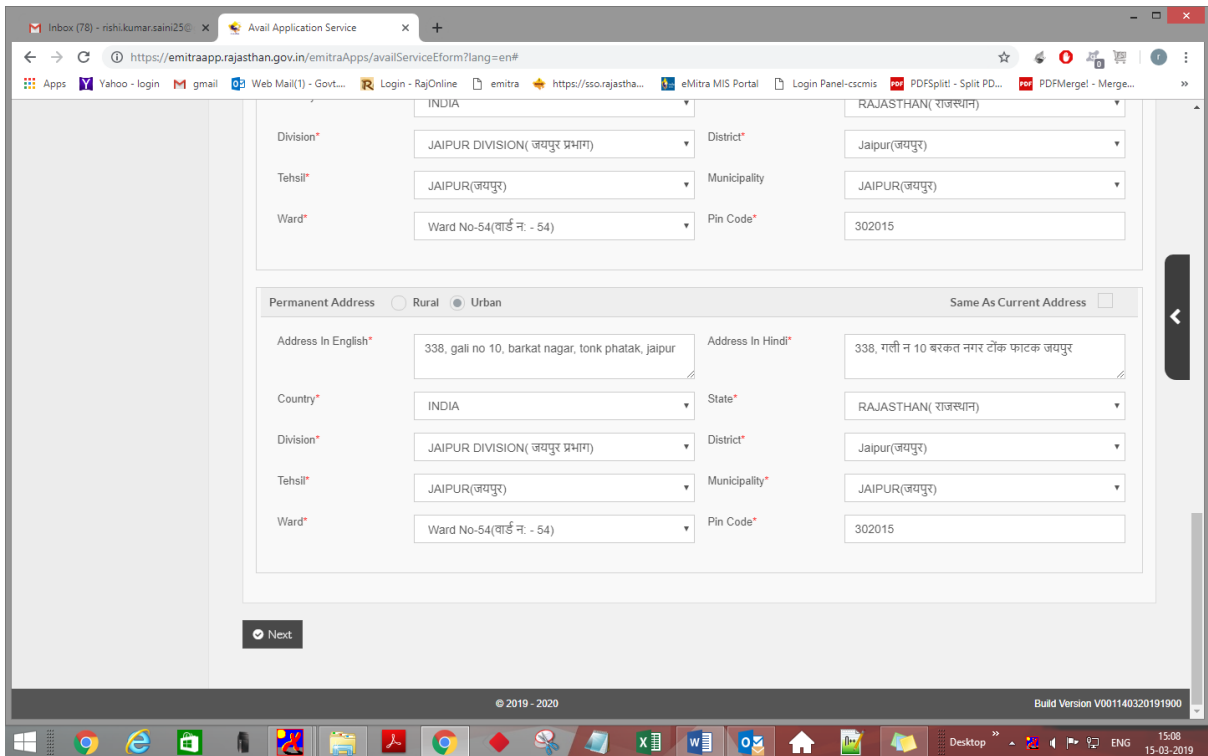 Inbox (78) - rishi.kumar.saini25@ Avail Application Service
https://emitraapp.rajasthan.gov.in/emitraApps/availServiceEform?lang=en#
Apps Yahoo - login gmail Web Mail(1) - Govt.... Login - RajOnline emitra https://sso.rajastha... eMitra MIS Portal Login Panel-cscmis PDFSplit! - Split PD... PDFMerge! - Merge... »
INDIA RAJASTHAN( राजस्थान)
Division* JAIPUR DIVISION( जयपुर प्रभाग) District* Jaipur(जयपुर)
Tehsil* JAIPUR(जयपुर) Municipality JAIPUR(जयपुर)
Ward* Ward No-54(वार्ड न: - 54) Pin Code* 302015
Permanent Address Rural Urban Same As Current Address
Address In English* 338, gali no 10, barkat nagar, tonk phatak, jaipur Address In Hindi* 338, गली न 10 बरकत नगर टोंक फाटक जयपुर
Country* INDIA State* RAJASTHAN( राजस्थान)
Division* JAIPUR DIVISION( जयपुर प्रभाग) District* Jaipur(जयपुर)
Tehsil* JAIPUR(जयपुर) Municipality* JAIPUR(जयपुर)
Ward* Ward No-54(वार्ड न: - 54) Pin Code* 302015
Next
© 2019 - 2020 Build Version V001140320191900
Desktop » ENG 15:08
15-03-2019